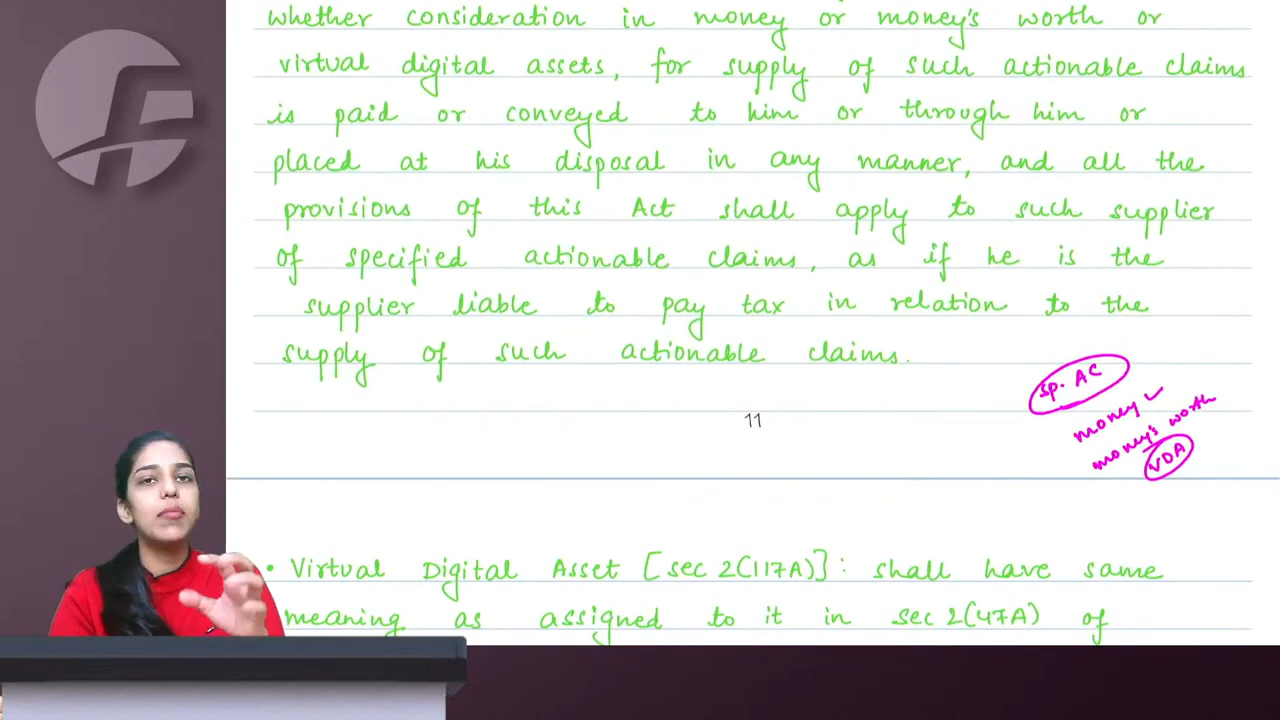 whether consideration in money or money's worth or
virtual digital assets, for supply of such actionable claims
is paid or conveyed to him or through him or
placed at his disposal in any manner, and all the
provisions of this Act shall apply to such supplier
of specified actionable claims, as if he is the
supplier liable to pay tax in relation to the
supply of such actionable claims.
sp. AC
money
money's worth
VDA
11
• Virtual Digital Asset [sec 2(117A)]: shall have same
meaning as assigned to it in sec 2(47A) of